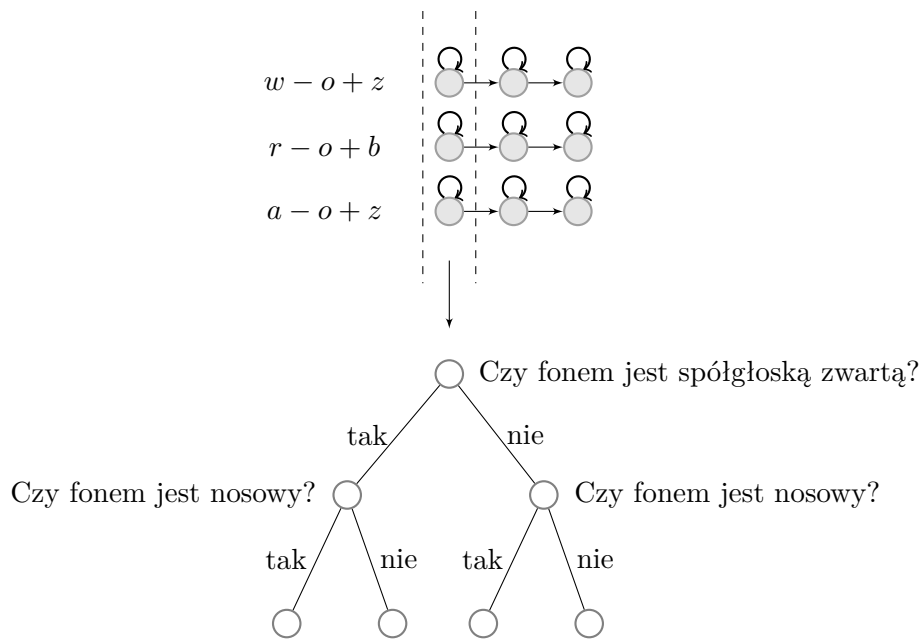 w − o + z
r − o + b
a − o + z
Czy fonem jest spółgłoską zwartą?
tak
nie
Czy fonem jest nosowy?
Czy fonem jest nosowy?
tak
nie
tak
nie